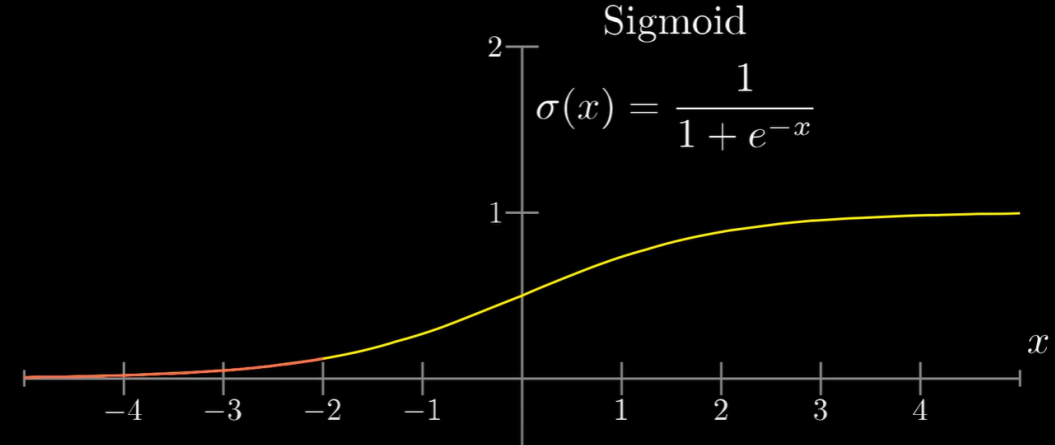 Sigmoid
2
σ(x) = 1 / (1 + e^{−x})
1
x
−4 −3 −2 −1 1 2 3 4